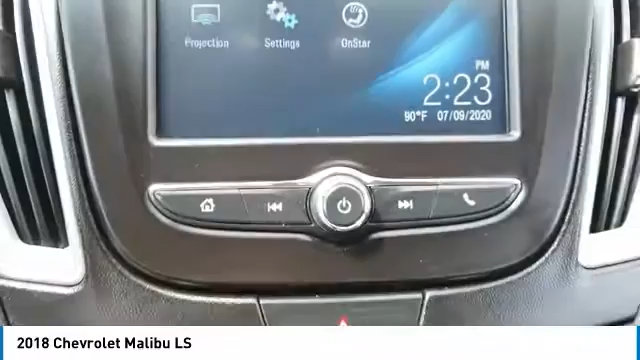 Projection Settings OnStar
PM
2:23
90°F 07/09/2020
2018 Chevrolet Malibu LS